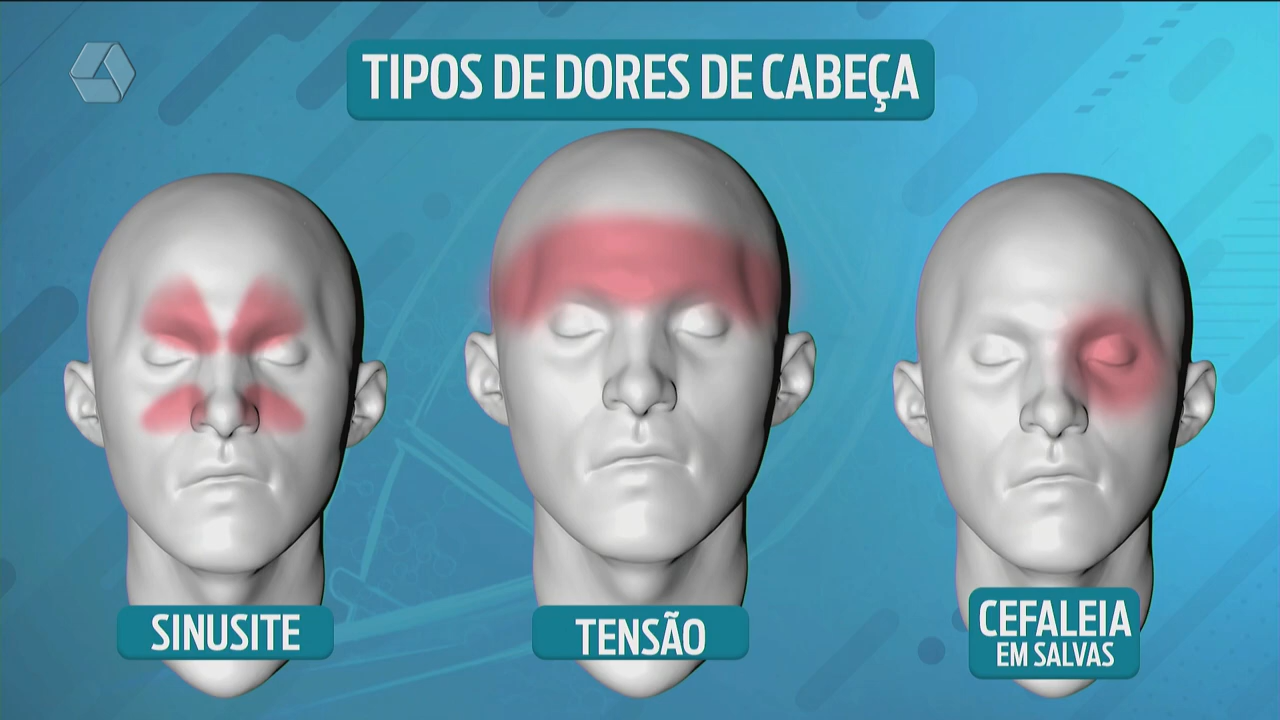 TIPOS DE DORES DE CABEÇA
SINUSITE
TENSÃO
CEFALEIA
EM SALVAS